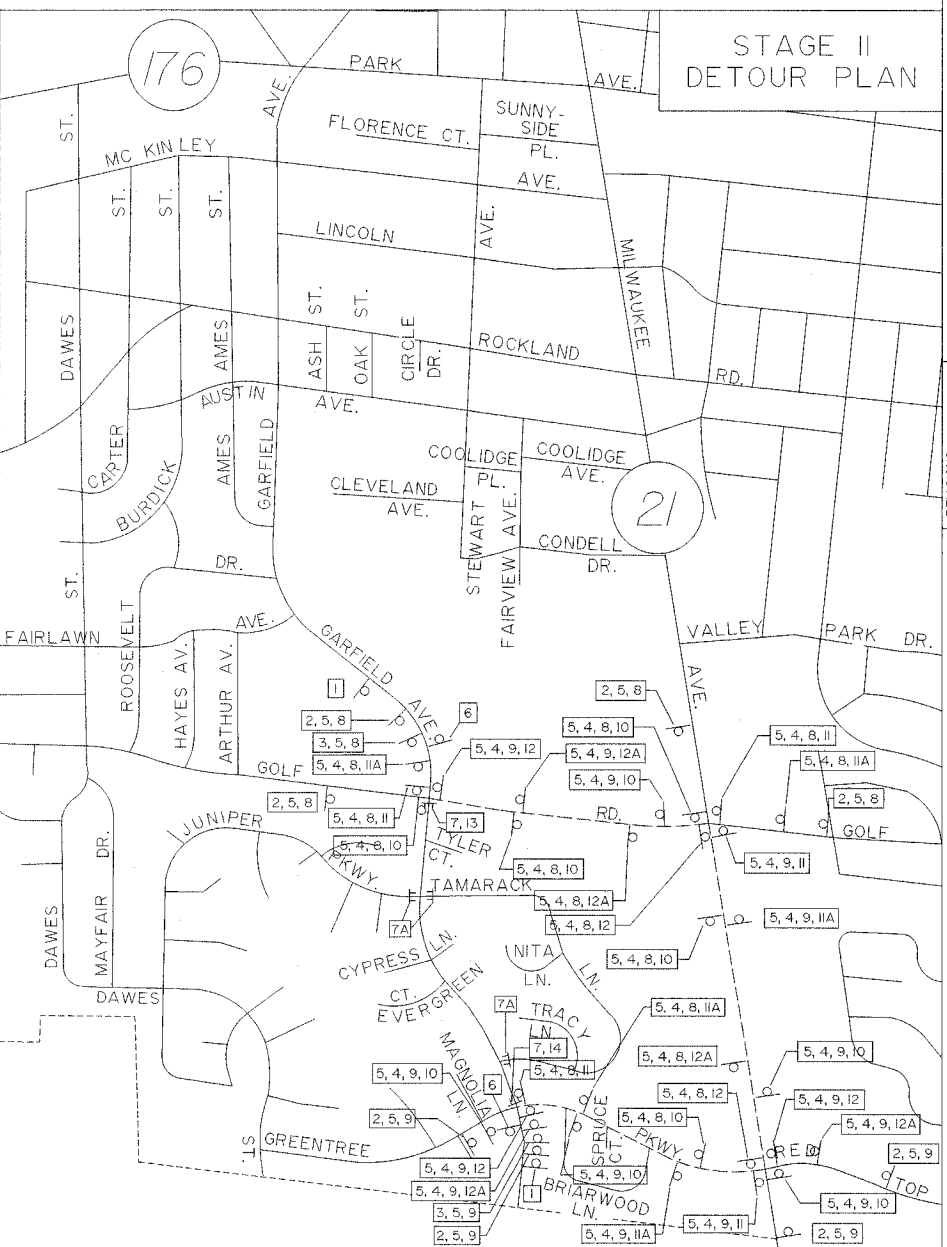 STAGE II
DETOUR PLAN
176
PARK
AVE.
AVE.
SUNNY-
SIDE
PL.
FLORENCE CT.
ST.
MC KINLEY
AVE.
ST.
ST.
ST.
AVE.
LINCOLN
MILWAUKEE
DAWES
AMES
ASH ST.
OAK ST.
CIRCLE
DR.
ROCKLAND
RD.
AUSTIN
AVE.
CARTER
BURDICK
AMES
GARFIELD
COOLIDGE
PL.
COOLIDGE
AVE.
CLEVELAND
AVE.
21
STEWART
FAIRVIEW AVE.
CONDELL
DR.
DR.
ST.
ROOSEVELT
FAIRLAWN
AVE.
HAYES AV.
ARTHUR AV.
GARFIELD
AVE.
VALLEY
PARK DR.
AVE.
1
2, 5, 8
2, 5, 8
6
3, 5, 8
5, 4, 8, 10
5, 4, 8, 11
5, 4, 8, 11A
5, 4, 9, 12
5, 4, 9, 12A
5, 4, 8, 11A
GOLF
5, 4, 9, 10
2, 5, 8
2, 5, 8
5, 4, 8, 11
7, 13
RD.
GOLF
JUNIPER
PKWY.
5, 4, 8, 10
TYLER
CT.
5, 4, 8, 10
5, 4, 9, 11
TAMARACK
5, 4, 8, 12A
5, 4, 8, 12
5, 4, 9, 11A
7A
DAWES
MAYFAIR DR.
CYPRESS LN.
NITA
LN.
LN.
5, 4, 8, 10
DAWES
CT.
EVERGREEN
7A
TRACY
LN.
5, 4, 8, 11A
7, 14
MAGNOLIA
LN.
5, 4, 8, 11
5, 4, 8, 12A
5, 4, 9, 10
5, 4, 9, 10
6
5, 4, 8, 12
5, 4, 9, 12
2, 5, 9
5, 4, 8, 10
5, 4, 9, 12A
ST.
GREENTREE
SPRUCE
CT.
PKWY
RED
2, 5, 9
TOP
5, 4, 9, 12
5, 4, 9, 10
5, 4, 9, 12A
1
BRIARWOOD
LN.
5, 4, 9, 10
3, 5, 9
5, 4, 9, 11
2, 5, 9
5, 4, 9, 11A
2, 5, 9